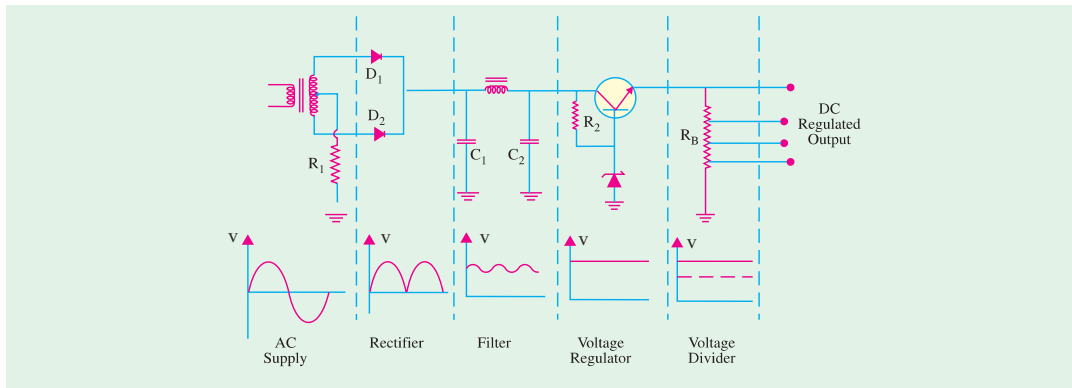 D1
D2
R1
C1
C2
R2
RB
DC
Regulated
Output
V
V
V
V
V
AC
Supply
Rectifier
Filter
Voltage
Regulator
Voltage
Divider